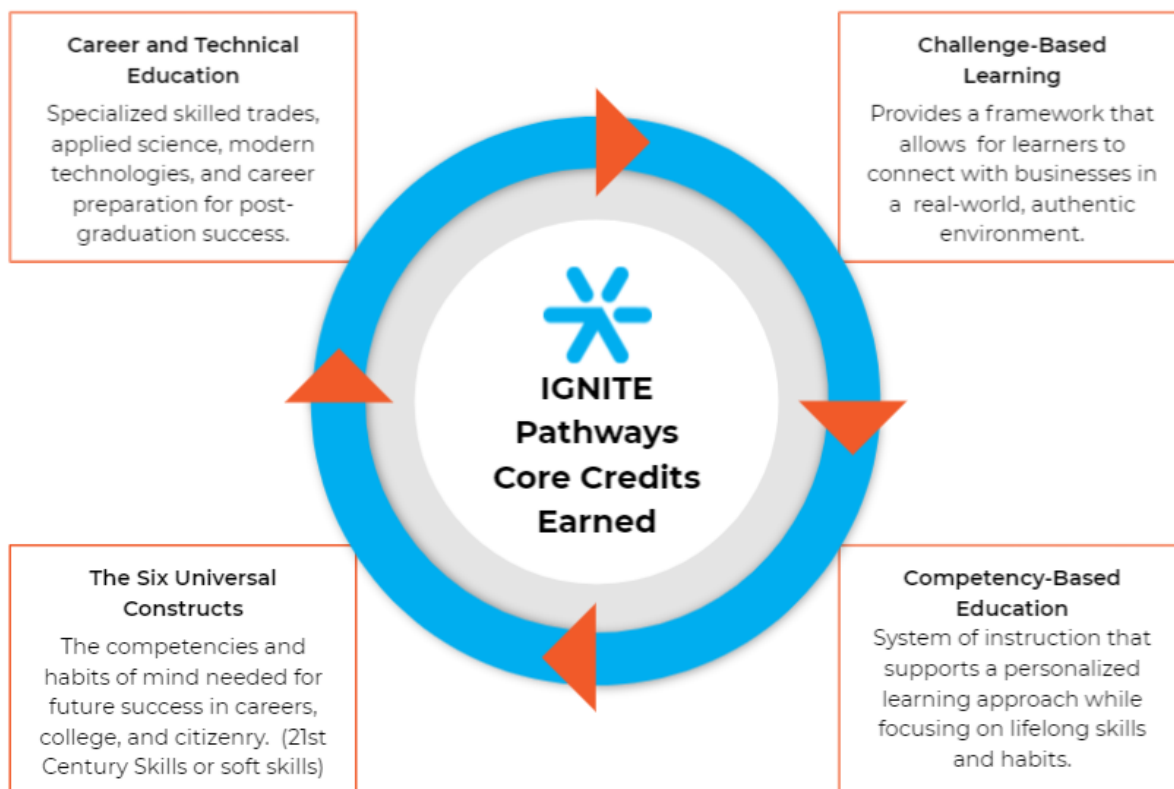 Career and Technical
Education
Specialized skilled trades,
applied science, modern
technologies, and career
preparation for post-
graduation success.
Challenge-Based
Learning
Provides a framework that
allows for learners to
connect with businesses in
a real-world, authentic
environment.
IGNITE
Pathways
Core Credits
Earned
The Six Universal
Constructs
The competencies and
habits of mind needed for
future success in careers,
college, and citizenry. (21st
Century Skills or soft skills)
Competency-Based
Education
System of instruction that
supports a personalized
learning approach while
focusing on lifelong skills
and habits.